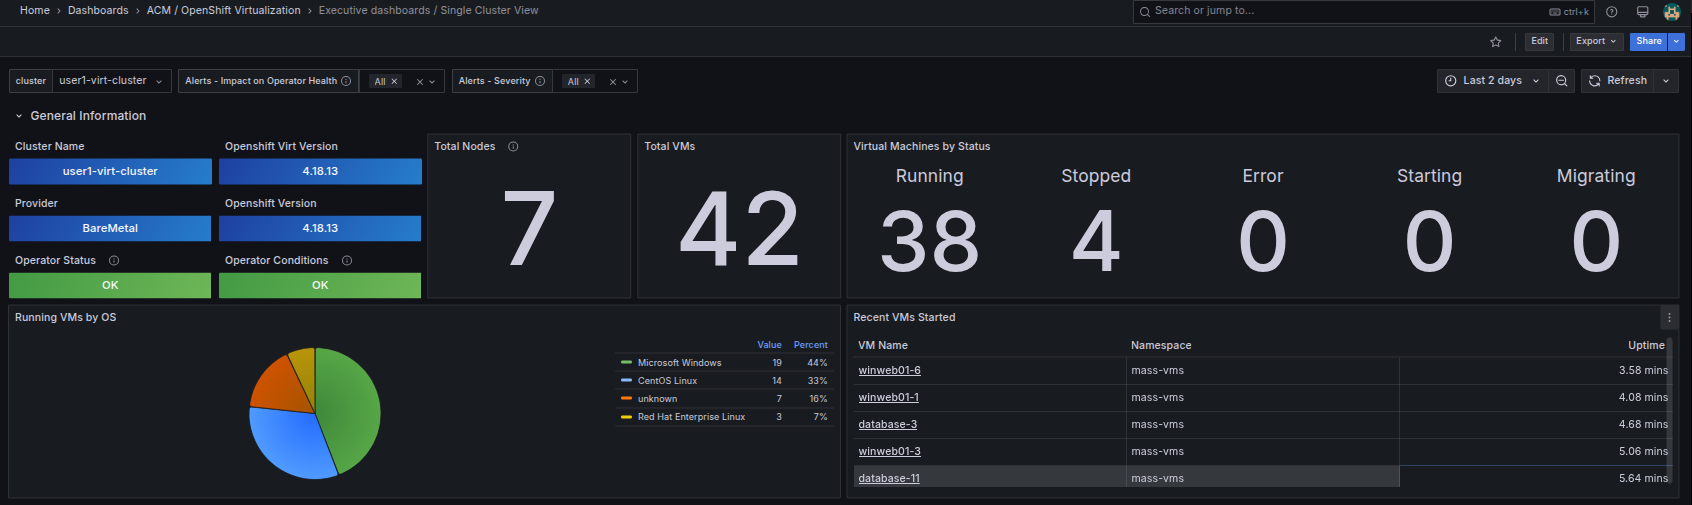 Home > Dashboards > ACM / OpenShift Virtualization > Executive dashboards / Single Cluster View
Search or jump to... ctrl+k
Edit Export Share
cluster user1-virt-cluster Alerts - Impact on Operator Health All × × Alerts - Severity All × × Last 2 days Refresh
General Information
Cluster Name Openshift Virt Version Total Nodes Total VMs Virtual Machines by Status
user1-virt-cluster 4.18.13
Provider Openshift Version
BareMetal 4.18.13
Operator Status Operator Conditions
OK OK
7
42
Running Stopped Error Starting Migrating
38 4 0 0 0
Running VMs by OS
Value Percent
Microsoft Windows 19 44%
CentOS Linux 14 33%
unknown 7 16%
Red Hat Enterprise Linux 3 7%
Recent VMs Started
VM Name Namespace Uptime
winweb01-6 mass-vms 3.58 mins
winweb01-1 mass-vms 4.08 mins
database-3 mass-vms 4.68 mins
winweb01-3 mass-vms 5.06 mins
database-11 mass-vms 5.64 mins